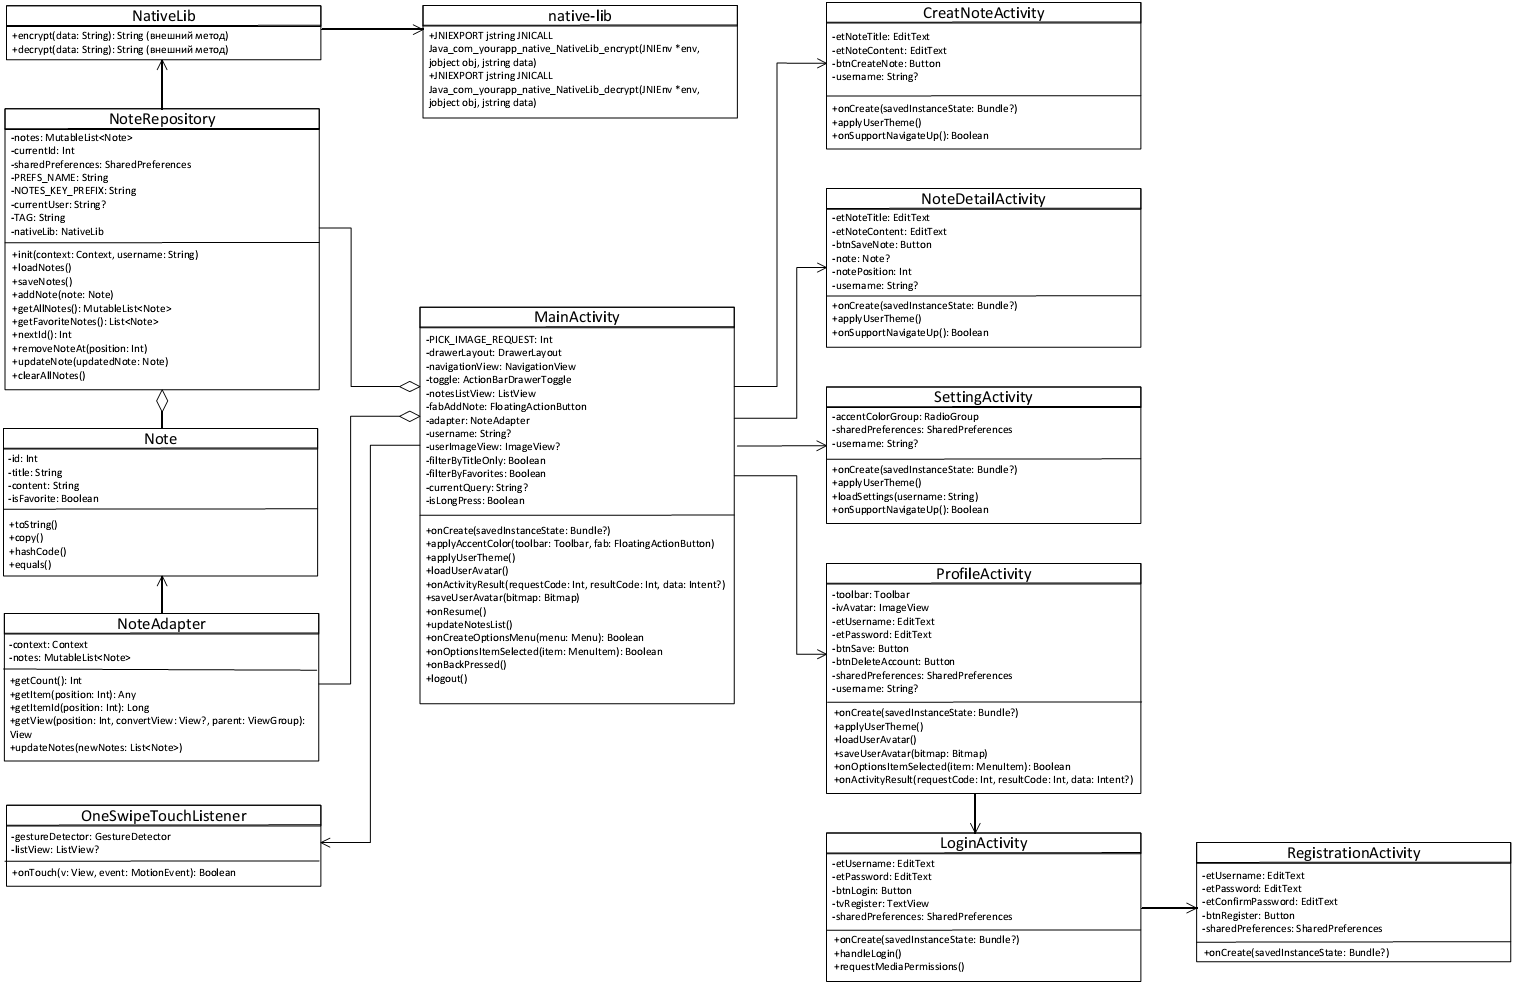 NativeLib
+encrypt(data: String): String (внешний метод)
+decrypt(data: String): String (внешний метод)
native-lib
+JNIEXPORT jstring JNICALL
Java_com_yourapp_native_NativeLib_encrypt(JNIEnv *env,
jobject obj, jstring data)
+JNIEXPORT jstring JNICALL
Java_com_yourapp_native_NativeLib_decrypt(JNIEnv *env,
jobject obj, jstring data)
CreatNoteActivity
-etNoteTitle: EditText
-etNoteContent: EditText
-btnCreateNote: Button
-username: String?
+onCreate(savedInstanceState: Bundle?)
+applyUserTheme()
+onSupportNavigateUp(): Boolean
NoteRepository
-notes: MutableList<Note>
-currentId: Int
-sharedPreferences: SharedPreferences
-PREFS_NAME: String
-NOTES_KEY_PREFIX: String
-currentUser: String?
-TAG: String
-nativeLib: NativeLib
+init(context: Context, username: String)
+loadNotes()
+saveNotes()
+addNote(note: Note)
+getAllNotes(): MutableList<Note>
+getFavoriteNotes(): List<Note>
+nextId(): Int
+removeNoteAt(position: Int)
+updateNote(updatedNote: Note)
+clearAllNotes()
NoteDetailActivity
-etNoteTitle: EditText
-etNoteContent: EditText
-btnSaveNote: Button
-note: Note?
-notePosition: Int
-username: String?
+onCreate(savedInstanceState: Bundle?)
+applyUserTheme()
+onSupportNavigateUp(): Boolean
MainActivity
-PICK_IMAGE_REQUEST: Int
-drawerLayout: DrawerLayout
-navigationView: NavigationView
-toggle: ActionBarDrawerToggle
-notesListView: ListView
-fabAddNote: FloatingActionButton
-adapter: NoteAdapter
-username: String?
-userImageView: ImageView?
-filterByTitleOnly: Boolean
-filterByFavorites: Boolean
-currentQuery: String?
-isLongPress: Boolean
+onCreate(savedInstanceState: Bundle?)
+applyAccentColor(toolbar: Toolbar, fab: FloatingActionButton)
+applyUserTheme()
+loadUserAvatar()
+onActivityResult(requestCode: Int, resultCode: Int, data: Intent?)
+saveUserAvatar(bitmap: Bitmap)
+onResume()
+updateNotesList()
+onCreateOptionsMenu(menu: Menu): Boolean
+onOptionsItemSelected(item: MenuItem): Boolean
+onBackPressed()
+logout()
SettingActivity
-accentColorGroup: RadioGroup
-sharedPreferences: SharedPreferences
-username: String?
+onCreate(savedInstanceState: Bundle?)
+applyUserTheme()
+loadSettings(username: String)
+onSupportNavigateUp(): Boolean
Note
-id: Int
-title: String
-content: String
-isFavorite: Boolean
+toString()
+copy()
+hashCode()
+equals()
ProfileActivity
-toolbar: Toolbar
-ivAvatar: ImageView
-etUsername: EditText
-etPassword: EditText
-btnSave: Button
-btnDeleteAccount: Button
-sharedPreferences: SharedPreferences
-username: String?
+onCreate(savedInstanceState: Bundle?)
+applyUserTheme()
+loadUserAvatar()
+saveUserAvatar(bitmap: Bitmap)
+onOptionsItemSelected(item: MenuItem): Boolean
+onActivityResult(requestCode: Int, resultCode: Int, data: Intent?)
NoteAdapter
-context: Context
-notes: MutableList<Note>
+getCount(): Int
+getItem(position: Int): Any
+getItemId(position: Int): Long
+getView(position: Int, convertView: View?, parent: ViewGroup):
View
+updateNotes(newNotes: List<Note>)
OneSwipeTouchListener
-gestureDetector: GestureDetector
-listView: ListView?
+onTouch(v: View, event: MotionEvent): Boolean
LoginActivity
-etUsername: EditText
-etPassword: EditText
-btnLogin: Button
-tvRegister: TextView
-sharedPreferences: SharedPreferences
+onCreate(savedInstanceState: Bundle?)
+handleLogin()
+requestMediaPermissions()
RegistrationActivity
-etUsername: EditText
-etPassword: EditText
-etConfirmPassword: EditText
-btnRegister: Button
-sharedPreferences: SharedPreferences
+onCreate(savedInstanceState: Bundle?)